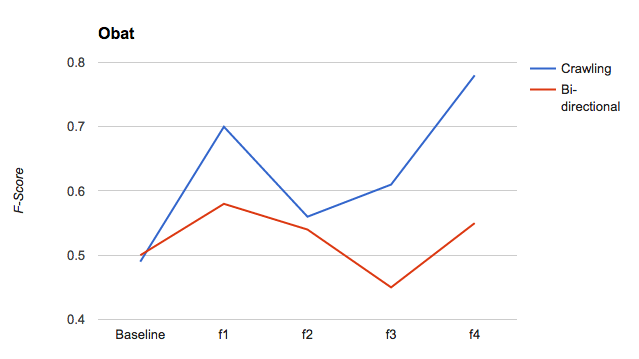 Obat
0.8
0.7
0.6
0.5
0.4
F-Score
Baseline f1 f2 f3 f4
Crawling
Bi-
directional